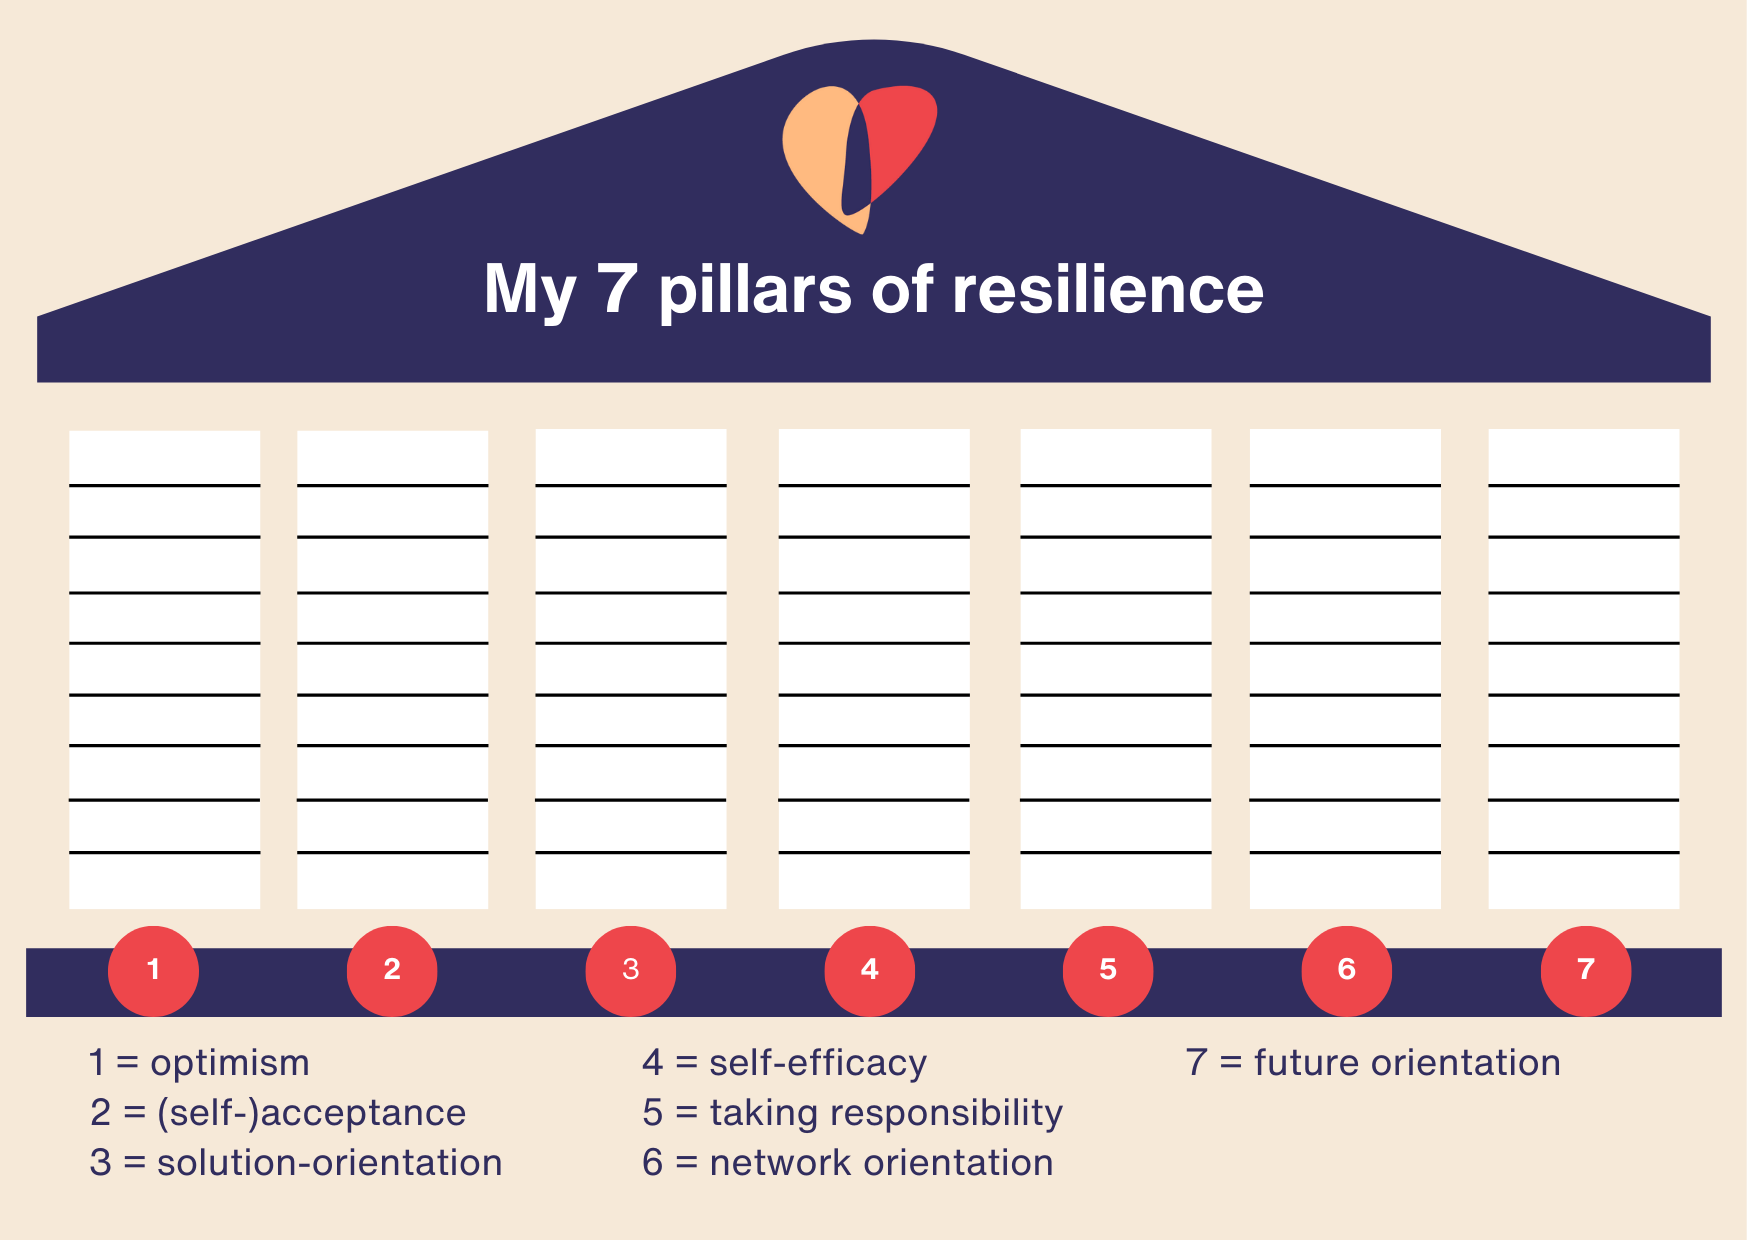 My 7 pillars of resilience
1
2
3
4
5
6
7
1 = optimism
2 = (self-)acceptance
3 = solution-orientation
4 = self-efficacy
5 = taking responsibility
6 = network orientation
7 = future orientation